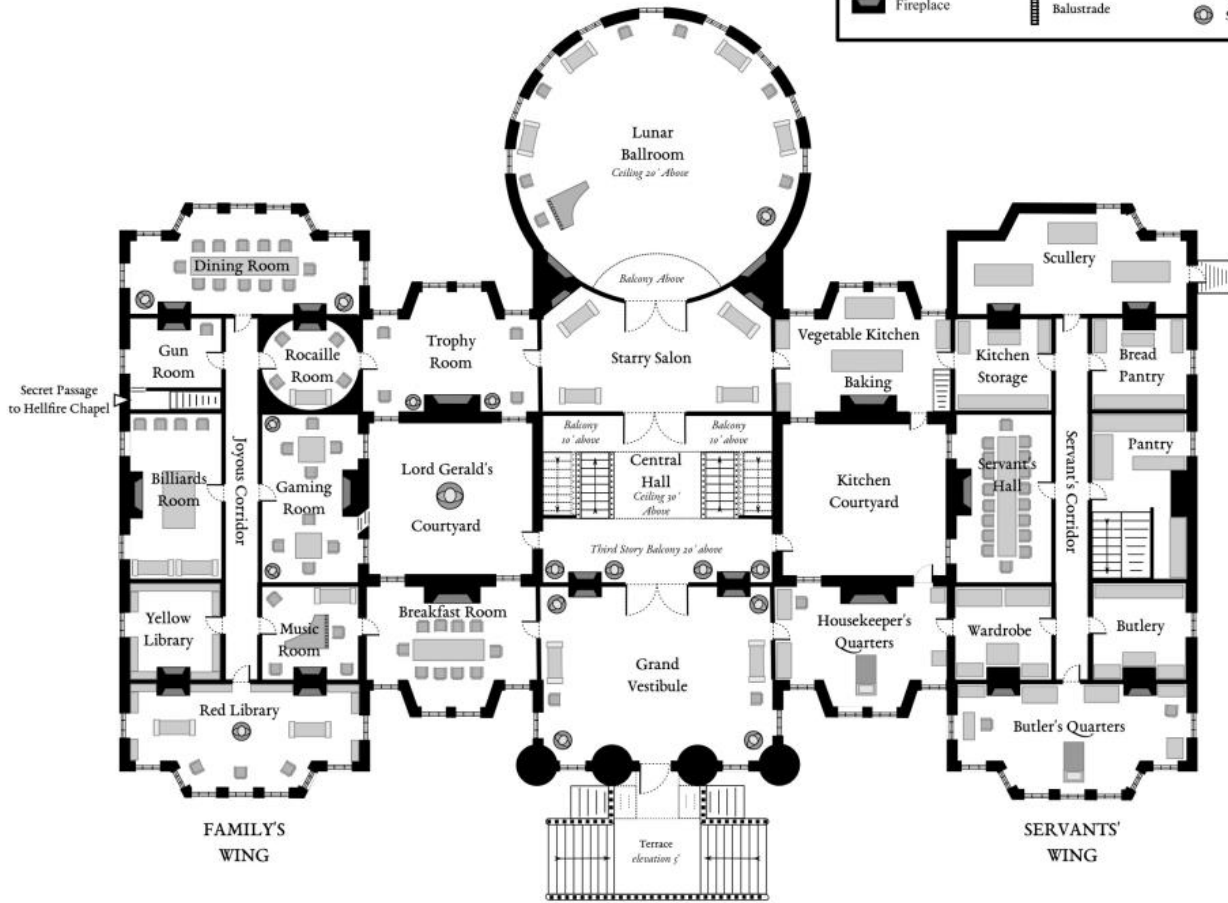 Fireplace
Balustrade
Lunar
Ballroom
Ceiling 20' Above
Balcony Above
Dining Room
Scullery
Gun
Room
Rocaille
Room
Trophy
Room
Starry Salon
Vegetable Kitchen
Baking
Kitchen
Storage
Bread
Pantry
Secret Passage
to Hellfire Chapel
Joyous Corridor
Billiards
Room
Gaming
Room
Lord Gerald's
Courtyard
Balcony
10' above
Balcony
10' above
Central
Hall
Ceiling 30'
Above
Third Story Balcony 20' above
Kitchen
Courtyard
Servant's
Hall
Servant's Corridor
Pantry
Yellow
Library
Music
Room
Breakfast Room
Grand
Vestibule
Housekeeper's
Quarters
Wardrobe
Butlery
Red Library
Butler's Quarters
FAMILY'S
WING
Terrace
elevation 5'
SERVANTS'
WING